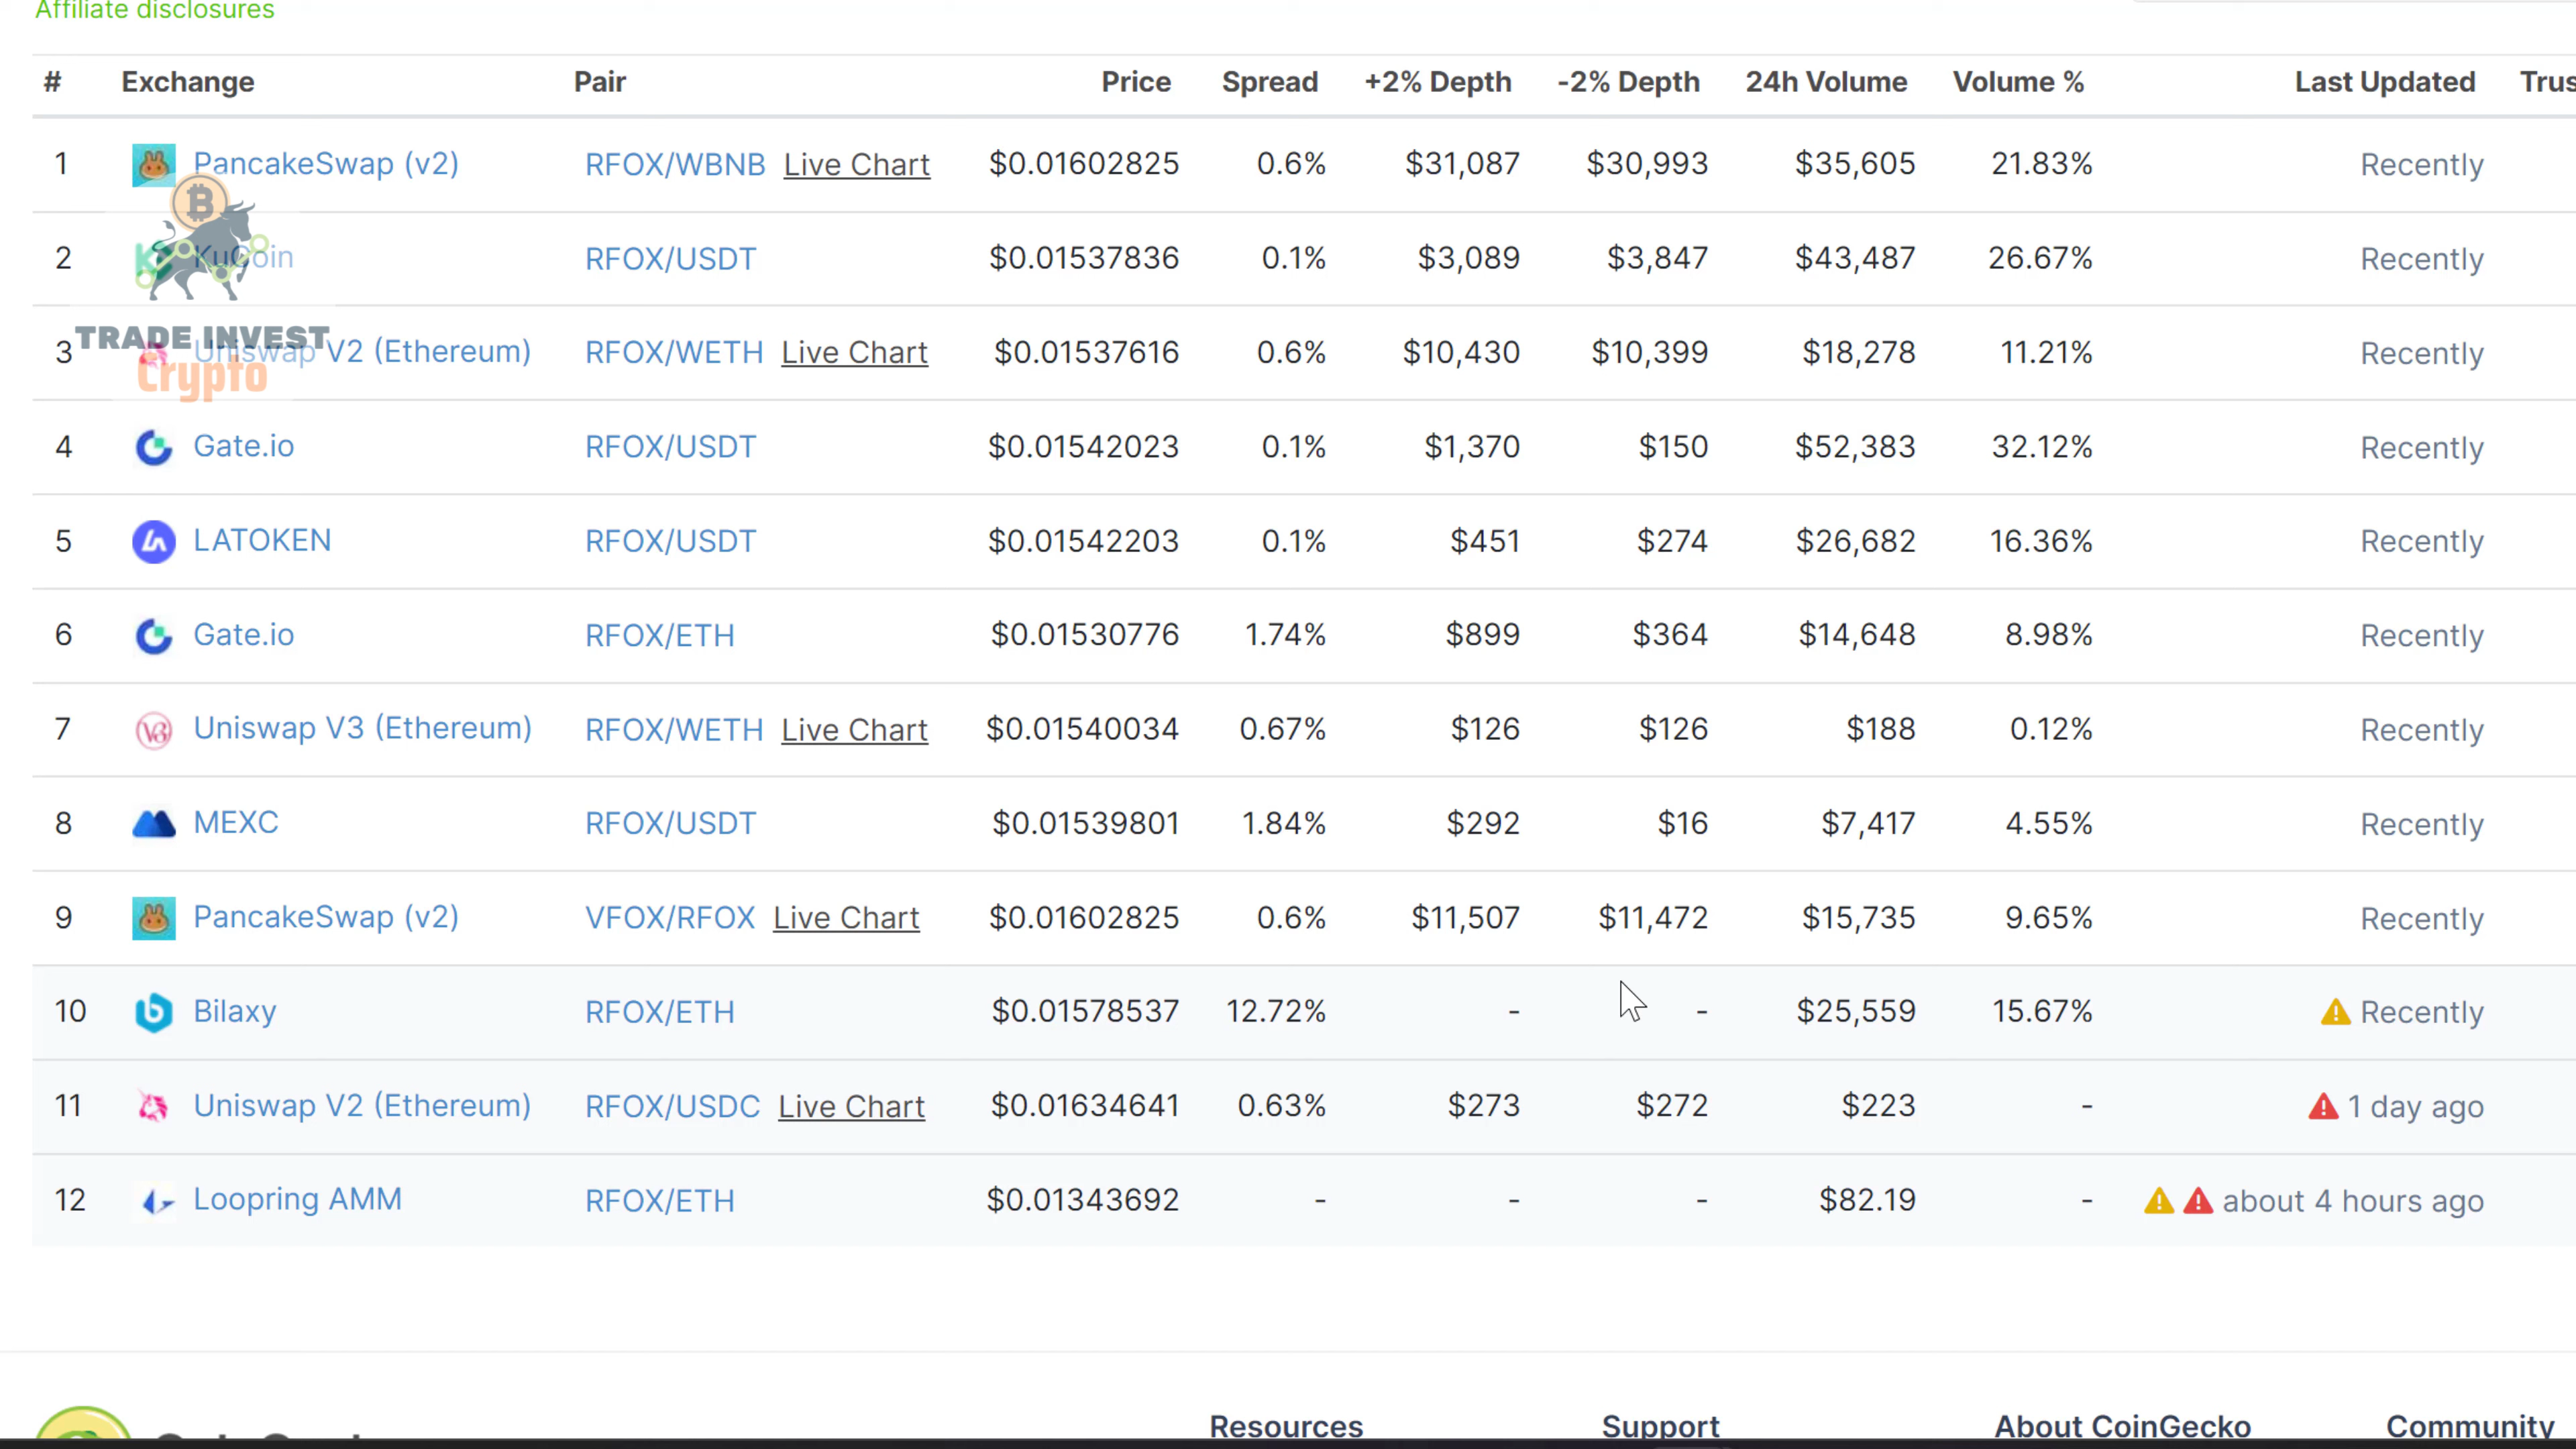 Affiliate disclosures
# Exchange Pair Price Spread +2% Depth -2% Depth 24h Volume Volume % Last Updated Trus
1 PancakeSwap (v2) RFOX/WBNB Live Chart $0.01602825 0.6% $31,087 $30,993 $35,605 21.83% Recently
2 KuCoin RFOX/USDT $0.01537836 0.1% $3,089 $3,847 $43,487 26.67% Recently
TRADE INVEST
3 Uniswap V2 (Ethereum) RFOX/WETH Live Chart $0.01537616 0.6% $10,430 $10,399 $18,278 11.21% Recently
Crypto
4 Gate.io RFOX/USDT $0.01542023 0.1% $1,370 $150 $52,383 32.12% Recently
5 LATOKEN RFOX/USDT $0.01542203 0.1% $451 $274 $26,682 16.36% Recently
6 Gate.io RFOX/ETH $0.01530776 1.74% $899 $364 $14,648 8.98% Recently
7 Uniswap V3 (Ethereum) RFOX/WETH Live Chart $0.01540034 0.67% $126 $126 $188 0.12% Recently
8 MEXC RFOX/USDT $0.01539801 1.84% $292 $16 $7,417 4.55% Recently
9 PancakeSwap (v2) VFOX/RFOX Live Chart $0.01602825 0.6% $11,507 $11,472 $15,735 9.65% Recently
10 Bilaxy RFOX/ETH $0.01578537 12.72% - - $25,559 15.67% Recently
11 Uniswap V2 (Ethereum) RFOX/USDC Live Chart $0.01634641 0.63% $273 $272 $223 - 1 day ago
12 Loopring AMM RFOX/ETH $0.01343692 - - - $82.19 - about 4 hours ago
Resources Support About CoinGecko Community